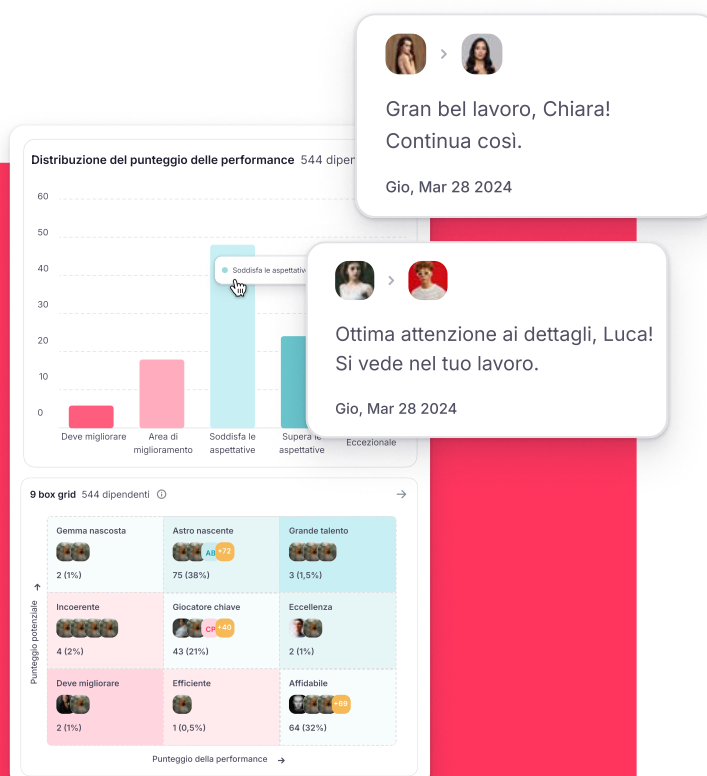 Gran bel lavoro, Chiara!
Continua così.
Gio, Mar 28 2024
Distribuzione del punteggio delle performance 544 dipen
60
50
40
30
20
10
0
Soddisfa le aspettative
Ottima attenzione ai dettagli, Luca!
Si vede nel tuo lavoro.
Gio, Mar 28 2024
Deve migliorare
Area di
miglioramento
Soddisfa le
aspettative
Supera le
aspettative
Eccezionale
9 box grid 544 dipendenti
Punteggio potenziale
Gemma nascosta
2 (1%)
Astro nascente
AB +72
75 (38%)
Grande talento
3 (1,5%)
Incoerente
4 (2%)
Giocatore chiave
CP +40
43 (21%)
Eccellenza
2 (1%)
Deve migliorare
2 (1%)
Efficiente
1 (0,5%)
Affidabile
+69
64 (32%)
Punteggio della performance